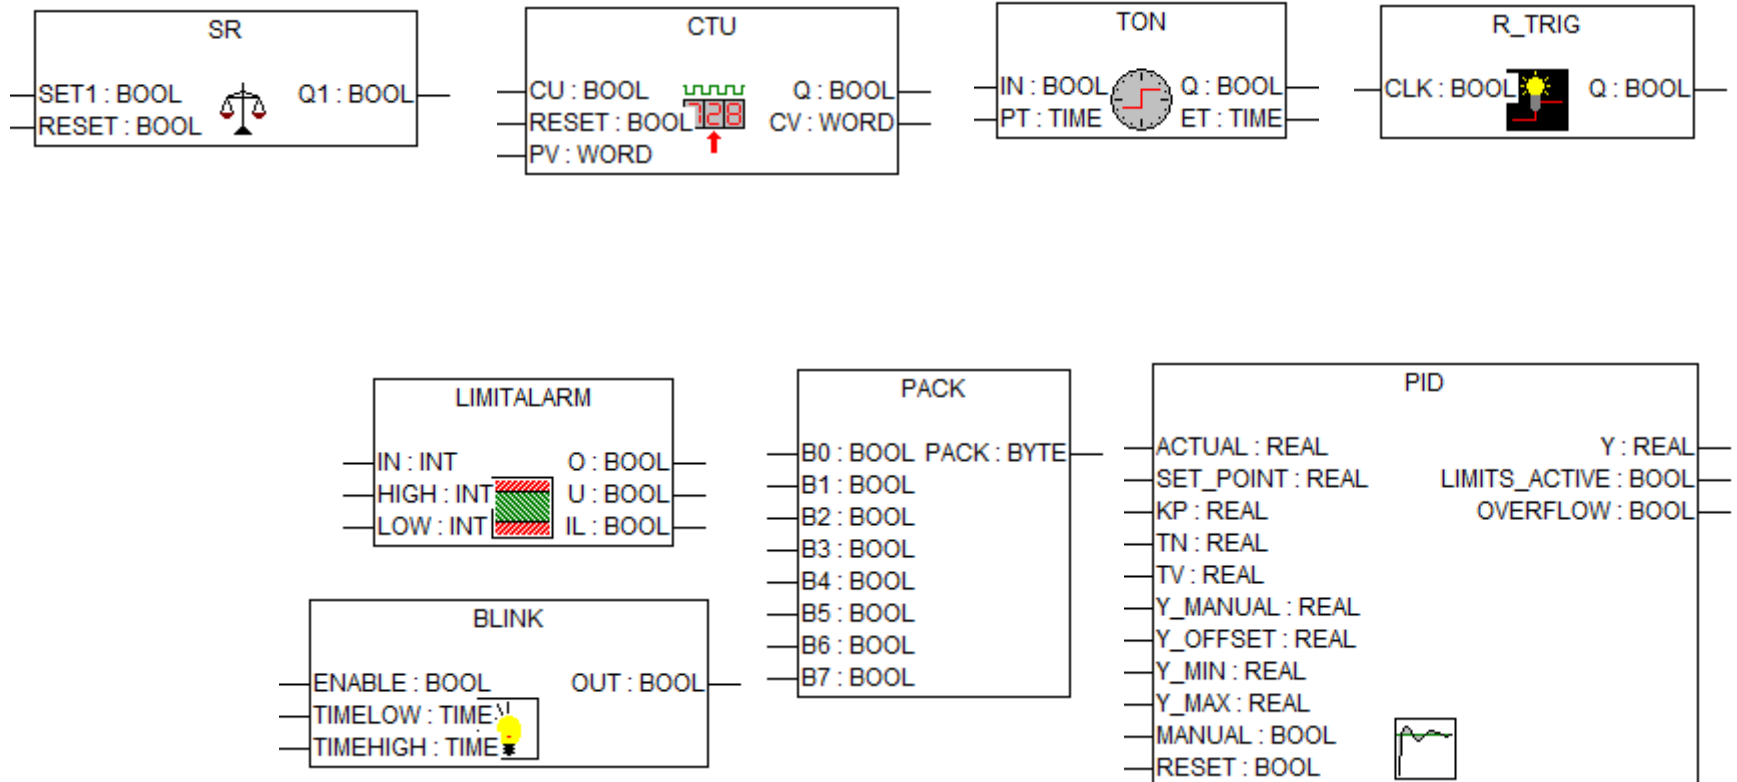 SR
SET1 : BOOL Q1 : BOOL
RESET : BOOL
CTU
CU : BOOL Q : BOOL
RESET : BOOL CV : WORD
PV : WORD
128
TON
IN : BOOL Q : BOOL
PT : TIME ET : TIME
R_TRIG
CLK : BOOL Q : BOOL
LIMITALARM
IN : INT O : BOOL
HIGH : INT U : BOOL
LOW : INT IL : BOOL
BLINK
ENABLE : BOOL OUT : BOOL
TIMELOW : TIME
TIMEHIGH : TIME
PACK
B0 : BOOL PACK : BYTE
B1 : BOOL
B2 : BOOL
B3 : BOOL
B4 : BOOL
B5 : BOOL
B6 : BOOL
B7 : BOOL
PID
ACTUAL : REAL Y : REAL
SET_POINT : REAL LIMITS_ACTIVE : BOOL
KP : REAL OVERFLOW : BOOL
TN : REAL
TV : REAL
Y_MANUAL : REAL
Y_OFFSET : REAL
Y_MIN : REAL
Y_MAX : REAL
MANUAL : BOOL
RESET : BOOL